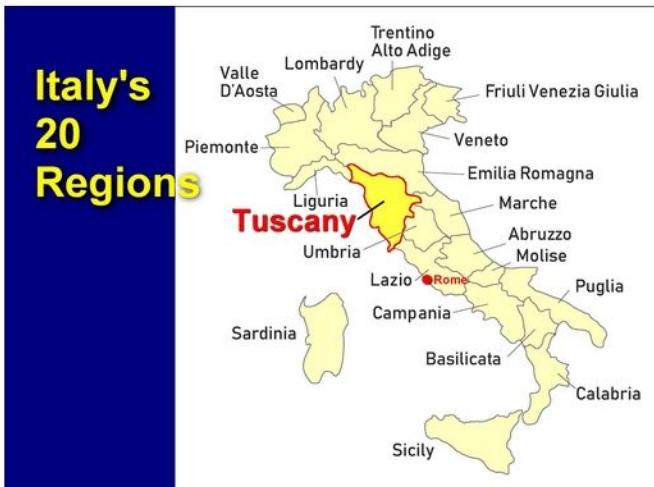 Italy's
20
Regions
Trentino
Alto Adige
Lombardy
Valle
D'Aosta
Friuli Venezia Giulia
Piemonte
Veneto
Emilia Romagna
Liguria
Marche
Tuscany
Umbria
Abruzzo
Molise
Lazio
Rome
Puglia
Campania
Sardinia
Basilicata
Calabria
Sicily